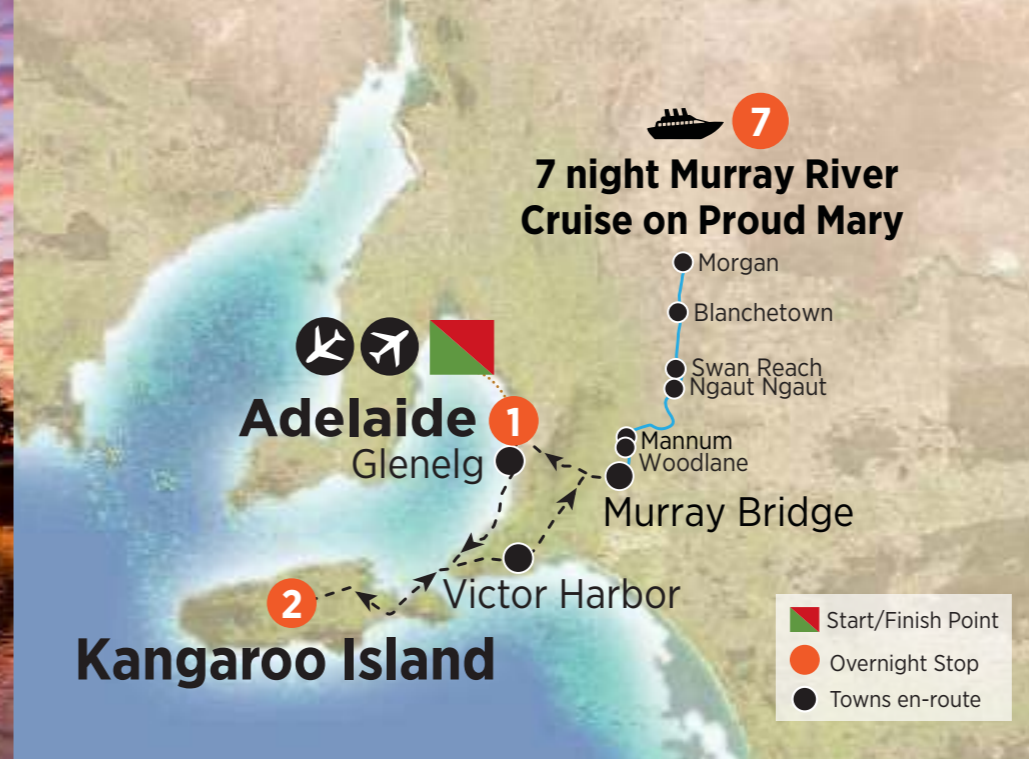 7
7 night Murray River
Cruise on Proud Mary
Morgan
Blanchetown
Swan Reach
Ngaut Ngaut
Adelaide 1
Glenelg
Mannum
Woodlane
Murray Bridge
Victor Harbor
2
Kangaroo Island
Start/Finish Point
Overnight Stop
Towns en-route